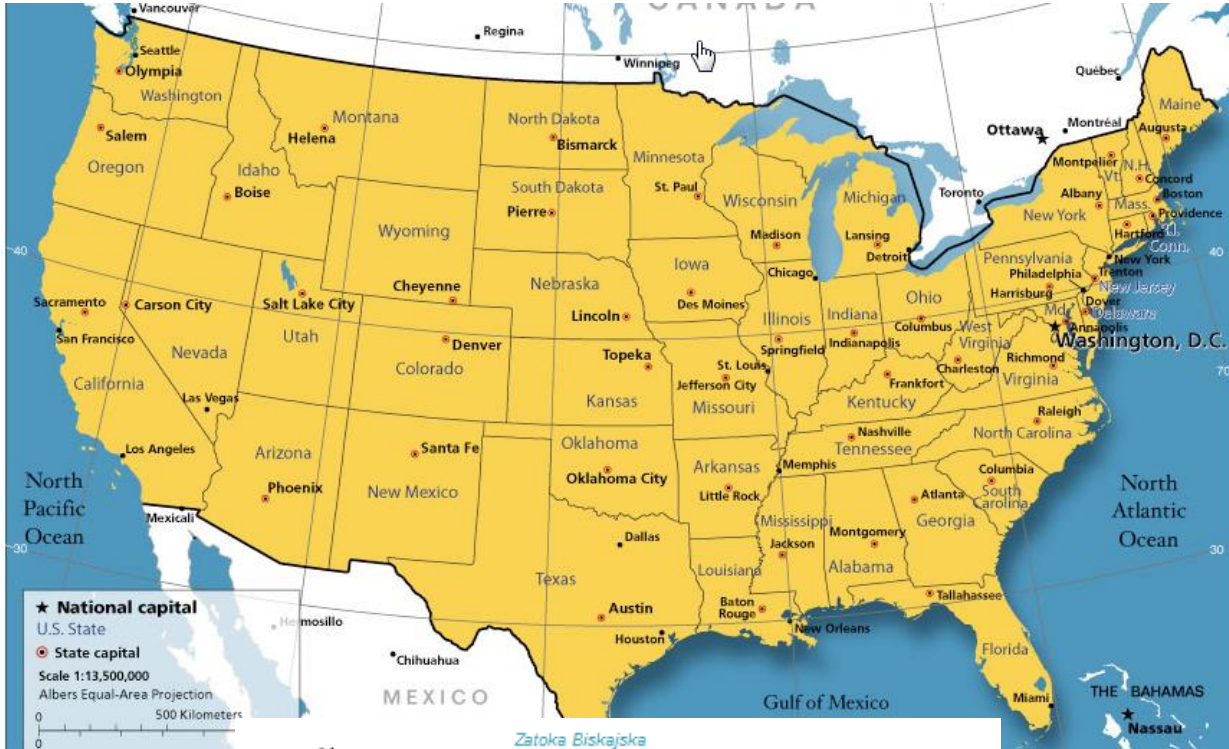 CANADA
Vancouver
Regina
Winnipeg
Québec
Seattle
Olympia
Washington
Montana
Helena
North Dakota
Bismarck
Minnesota
Ottawa
Montréal
Maine
Augusta
Salem
Oregon
Idaho
Boise
South Dakota
Pierre
St. Paul
Wisconsin
Michigan
Toronto
Montpelier
Vt.
N.H.
Concord
Albany
Boston
Mass.
Providence
New York
Hartford
R.I.
Conn.
Wyoming
Madison
Lansing
Detroit
40
40
Iowa
Chicago
Pennsylvania
New York
Philadelphia
Trenton
New Jersey
Harrisburg
Cheyenne
Nebraska
Des Moines
Sacramento
Carson City
Salt Lake City
Lincoln
Illinois
Indiana
Ohio
Columbus
Md.
Dover
Delaware
Annapolis
Washington, D.C.
San Francisco
Nevada
Utah
Denver
Colorado
Topeka
St. Louis
Jefferson City
Springfield
Indianapolis
West
Virginia
Charleston
Richmond
Virginia
70
California
Las Vegas
Kansas
Missouri
Frankfort
Kentucky
Raleigh
North Carolina
Los Angeles
Arizona
Santa Fe
Oklahoma
Oklahoma City
Nashville
Tennessee
Memphis
Arkansas
Little Rock
Columbia
South
Carolina
Phoenix
New Mexico
Atlanta
Georgia
North
Pacific
Ocean
North
Atlantic
Ocean
Mexicali
Dallas
Mississippi
Jackson
Montgomery
Alabama
30
30
Texas
Louisiana
Baton
Rouge
Tallahassee
Austin
Houston
New Orleans
Florida
Miami
★ National capital
U.S. State
State capital
Scale 1:13,500,000
Albers Equal-Area Projection
0
500 Kilometers
0
Hermosillo
Chihuahua
MEXICO
Gulf of Mexico
THE BAHAMAS
Nassau
Zatoka Biskajska